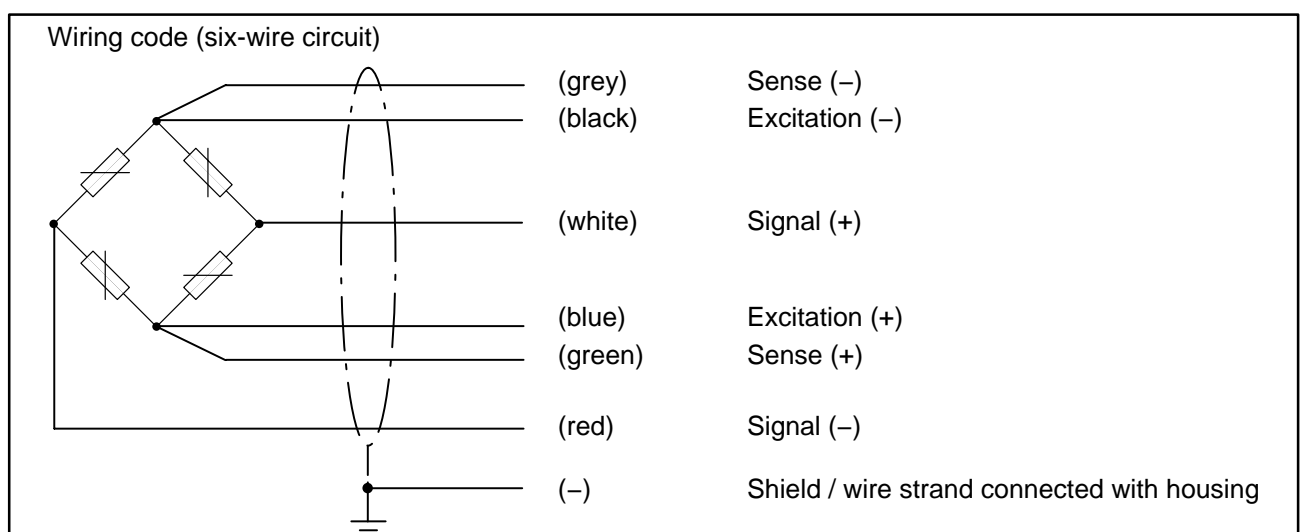 Wiring code (six-wire circuit)
(grey) Sense (−)
(black) Excitation (−)
(white) Signal (+)
(blue) Excitation (+)
(green) Sense (+)
(red) Signal (−)
(−) Shield / wire strand connected with housing